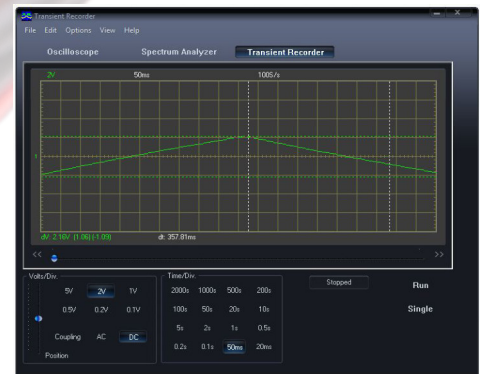 Transient Recorder
File Edit Options View Help
Oscilloscope Spectrum Analyzer Transient Recorder
2V 50ms 100S/s
1
dV: 2.16V (1.06) (-1.09) dt: 357.81ms
<< >>
Volts/Div. Time/Div
5V 2V 1V 2000s 1000s 500s 200s Stopped Run
0.5V 0.2V 0.1V 100s 50s 20s 10s Single
5s 2s 1s 0.5s
Coupling AC DC
0.2s 0.1s 50ms 20ms
Position